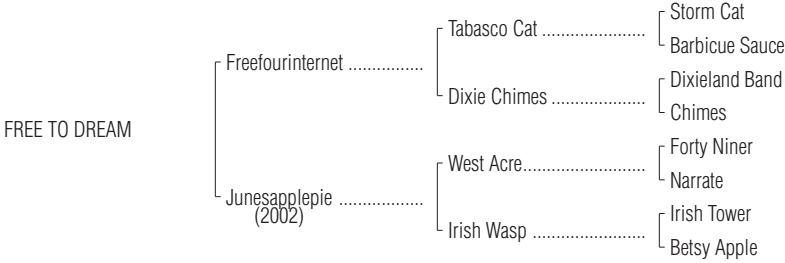 Storm Cat
Tabasco Cat ......................
Barbicue Sauce
Freefourinternet ................
Dixieland Band
Dixie Chimes ....................
Chimes
FREE TO DREAM
Forty Niner
West Acre..........................
Narrate
Junesapplepie ..................
(2002)
Irish Tower
Irish Wasp ........................
Betsy Apple